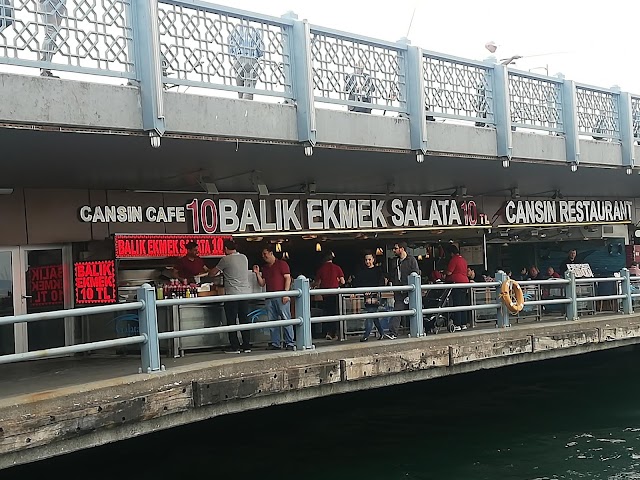 CANSIN CAFE 10 BALIK EKMEK SALATA 10 TL CANSIN RESTAURANT
BALIK EKMEK SALATA 10
BALIK
EKMEK
10 TL